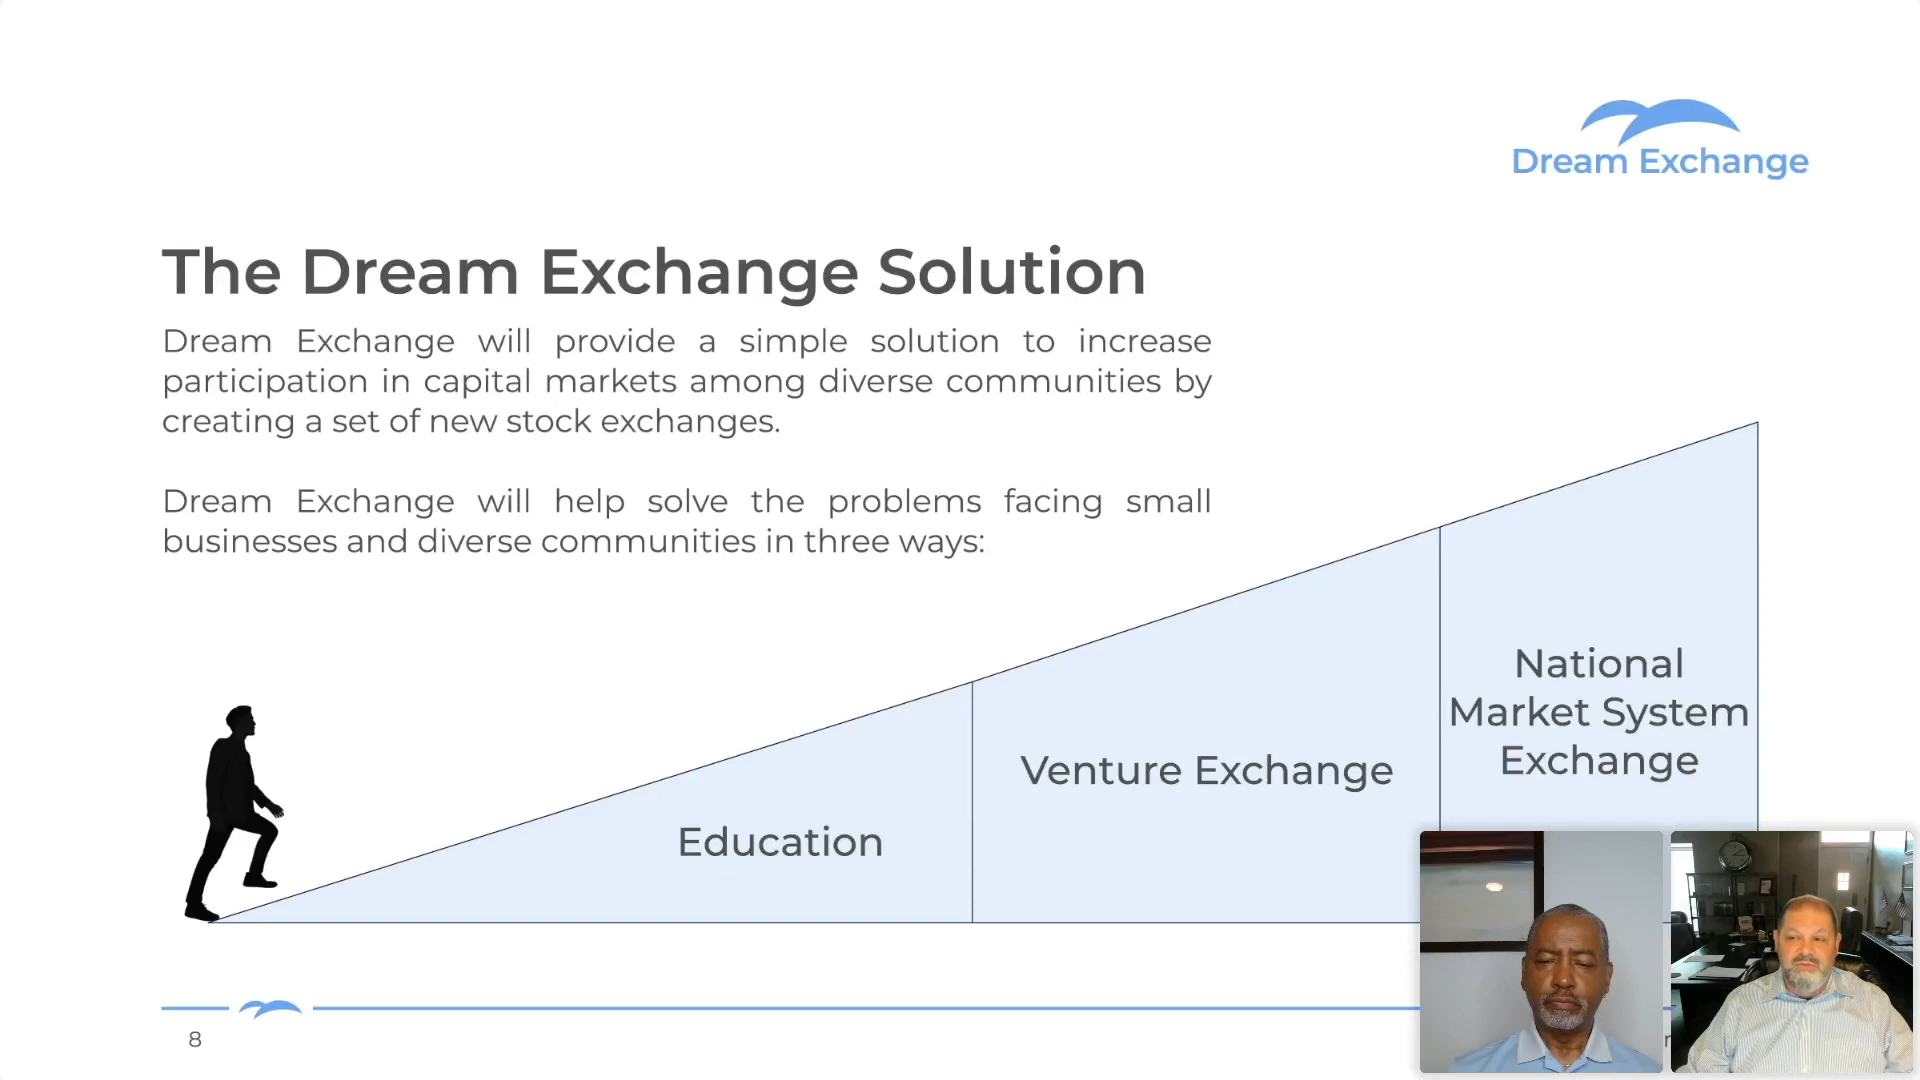 Dream Exchange
The Dream Exchange Solution
Dream Exchange will provide a simple solution to increase
participation in capital markets among diverse communities by
creating a set of new stock exchanges.
Dream Exchange will help solve the problems facing small
businesses and diverse communities in three ways:
Education
Venture Exchange
National
Market System
Exchange
8